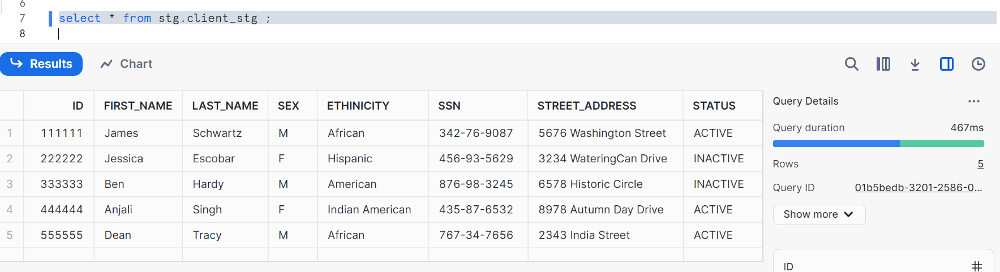 6
7 select * from stg.client_stg ;
8
Results Chart
ID FIRST_NAME LAST_NAME SEX ETHINICITY SSN STREET_ADDRESS STATUS
1 111111 James Schwartz M African 342-76-9087 5676 Washington Street ACTIVE
2 222222 Jessica Escobar F Hispanic 456-93-5629 3234 WateringCan Drive INACTIVE
3 333333 Ben Hardy M American 876-98-3245 6578 Historic Circle INACTIVE
4 444444 Anjali Singh F Indian American 435-87-6532 8978 Autumn Day Drive ACTIVE
5 555555 Dean Tracy M African 767-34-7656 2343 India Street ACTIVE
Query Details ...
Query duration 467ms
Rows 5
Query ID 01b5bedb-3201-2586-0...
Show more
ID #